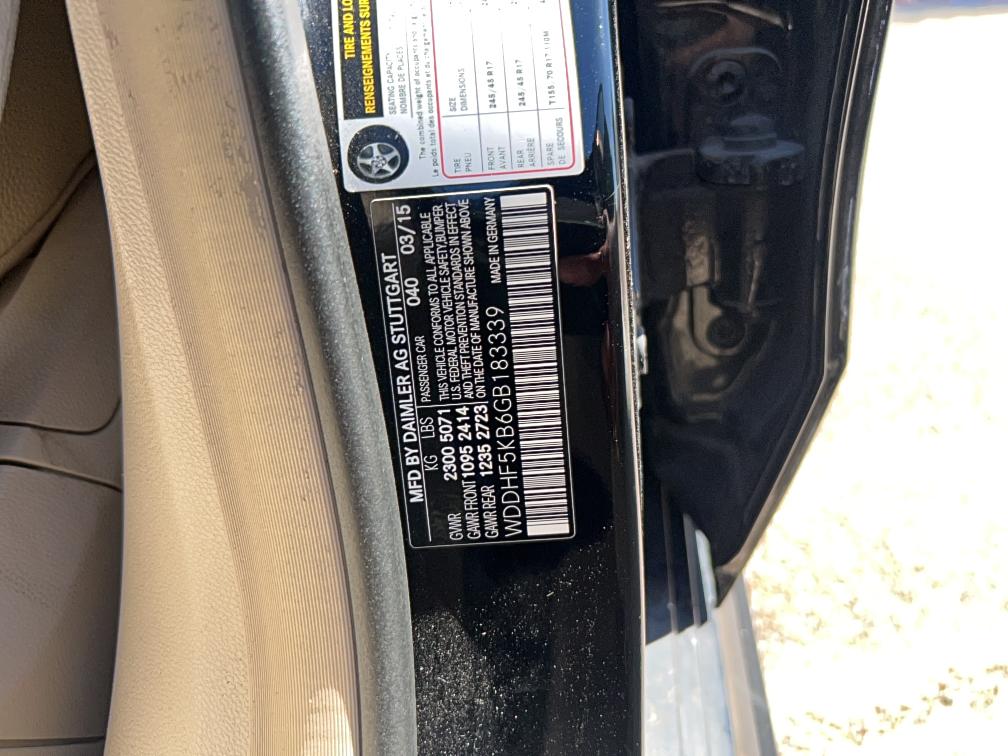 TIRE AND LO
RENSEIGNEMENTS SUR
SEATING CAPACITY
NOMBRE DE PLACES
The combined weight of occupants and
Le poids total des occupants et du
TIRE SIZE
PNEU DIMENSIONS
FRONT 245/45 R17
AVANT
REAR 245/45 R17
ARRIÈRE
SPARE T155/70 R17 110M
DE SECOURS
MFD BY DAIMLER AG STUTTGART
KG LBS PASSENGER CAR 040 03/15
GVWR 2300 5071
GAWR FRONT 1095 2414
GAWR REAR 1235 2723
THIS VEHICLE CONFORMS TO ALL APPLICABLE
U.S. FEDERAL MOTOR VEHICLE SAFETY, BUMPER
AND THEFT PREVENTION STANDARDS IN EFFECT
ON THE DATE OF MANUFACTURE SHOWN ABOVE
WDDHF5KB6GB183339 MADE IN GERMANY